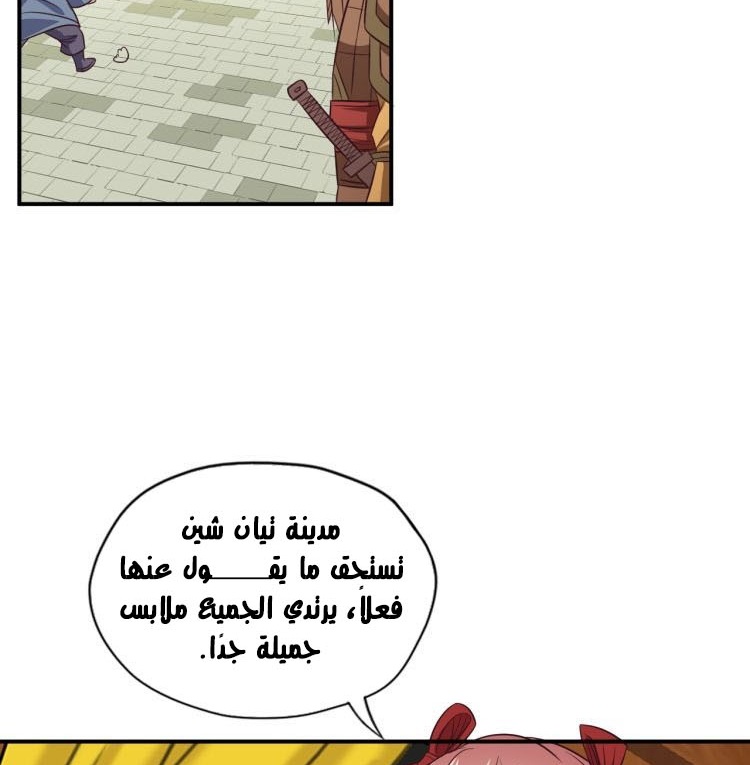 مدينة تيان شين
تستحق ما يقـــــول عنها
فعلاً، يرتدي الجميع ملابس
جميلة جدًا.